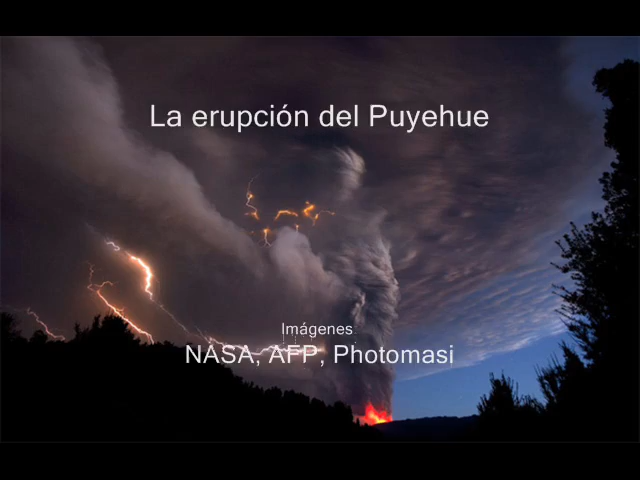 La erupción del Puyehue
Imágenes
NASA, AFP, Photomasi